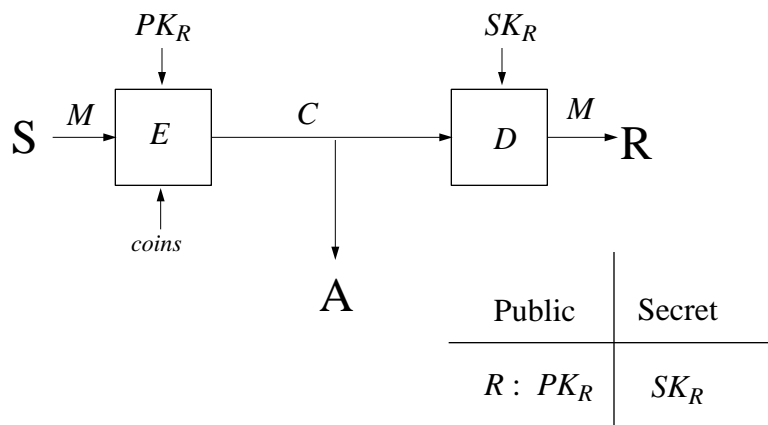 PK_R SK_R
S M E C D M R
coins
A
Public Secret
R : PK_R SK_R